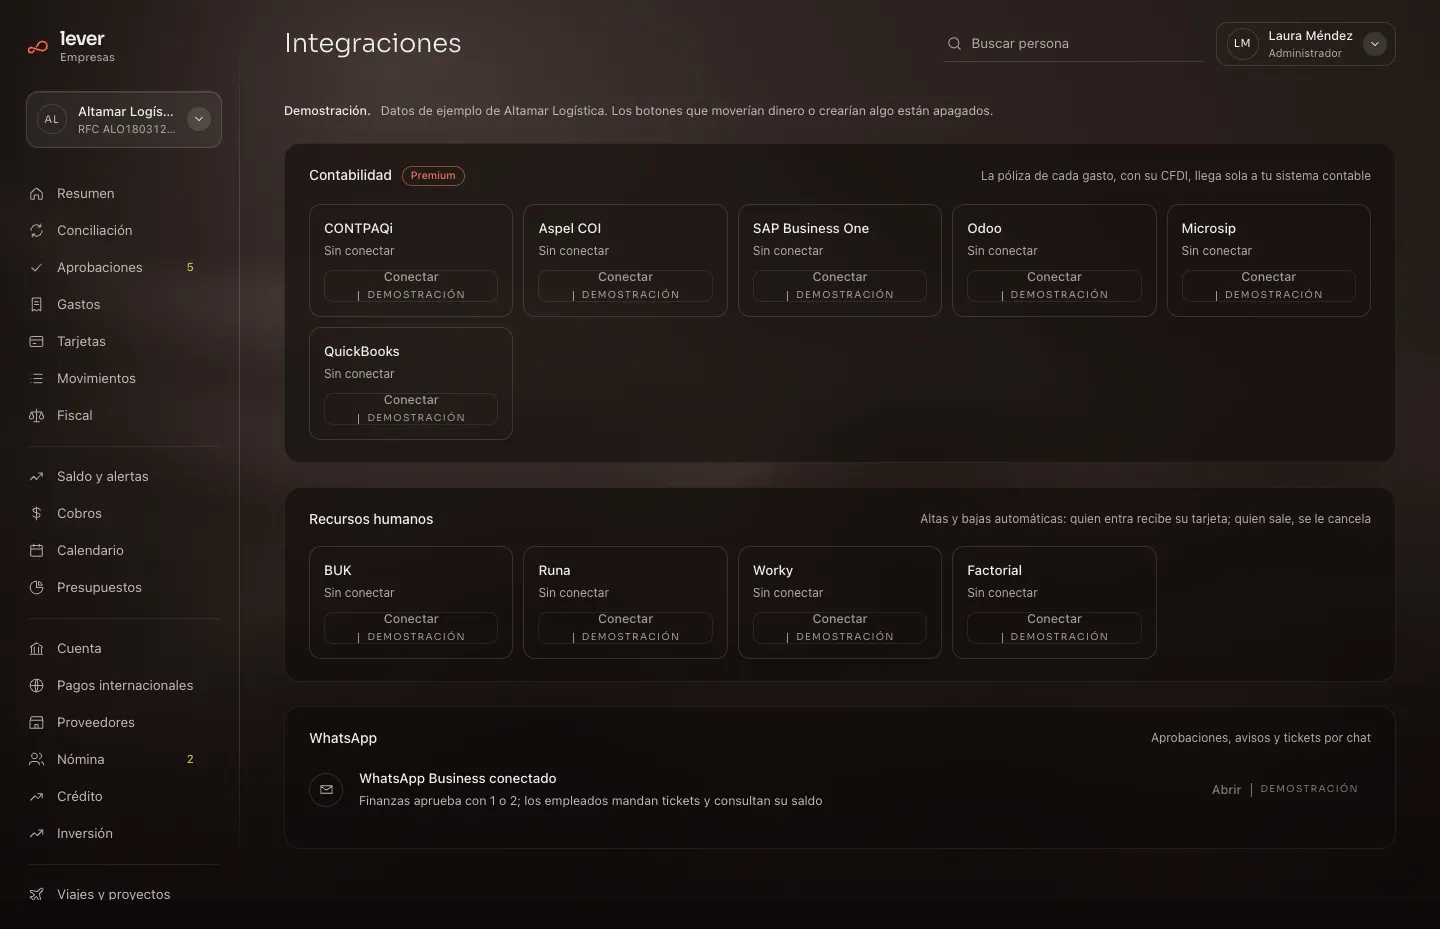 lever
Empresas
AL
Altamar Logís...
RFC ALO180312...
Resumen
Conciliación
Aprobaciones 5
Gastos
Tarjetas
Movimientos
Fiscal
Saldo y alertas
Cobros
Calendario
Presupuestos
Cuenta
Pagos internacionales
Proveedores
Nómina 2
Crédito
Inversión
Viajes y proyectos
Integraciones
Buscar persona
LM
Laura Méndez
Administrador
Demostración. Datos de ejemplo de Altamar Logística. Los botones que moverían dinero o crearían algo están apagados.
Contabilidad Premium
La póliza de cada gasto, con su CFDI, llega sola a tu sistema contable
CONTPAQi
Sin conectar
Conectar
| DEMOSTRACIÓN
Aspel COI
Sin conectar
Conectar
| DEMOSTRACIÓN
SAP Business One
Sin conectar
Conectar
| DEMOSTRACIÓN
Odoo
Sin conectar
Conectar
| DEMOSTRACIÓN
Microsip
Sin conectar
Conectar
| DEMOSTRACIÓN
QuickBooks
Sin conectar
Conectar
| DEMOSTRACIÓN
Recursos humanos
Altas y bajas automáticas: quien entra recibe su tarjeta; quien sale, se le cancela
BUK
Sin conectar
Conectar
| DEMOSTRACIÓN
Runa
Sin conectar
Conectar
| DEMOSTRACIÓN
Worky
Sin conectar
Conectar
| DEMOSTRACIÓN
Factorial
Sin conectar
Conectar
| DEMOSTRACIÓN
WhatsApp
Aprobaciones, avisos y tickets por chat
WhatsApp Business conectado
Finanzas aprueba con 1 o 2; los empleados mandan tickets y consultan su saldo
Abrir | DEMOSTRACIÓN